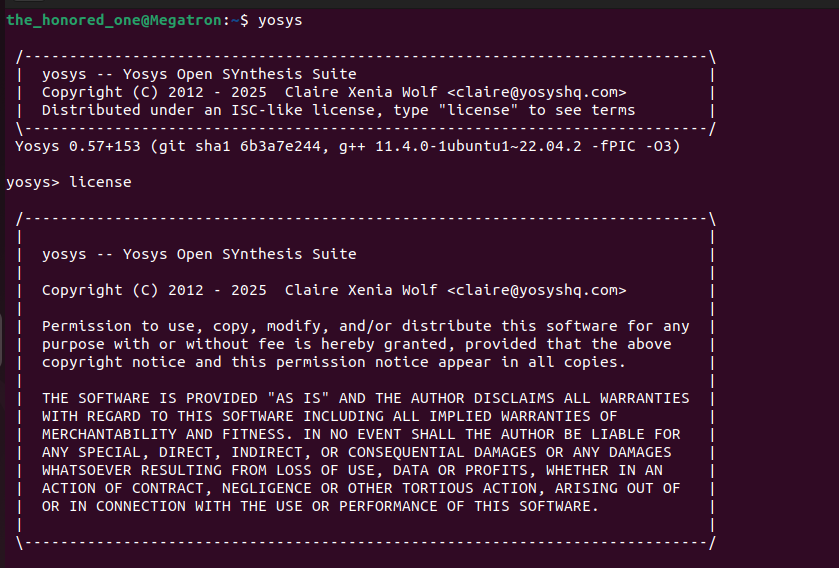 the_honored_one@Megatron:~$ yosys
/----------------------------------------------------------------------------\
|  yosys -- Yosys Open SYnthesis Suite                                       |
|  Copyright (C) 2012 - 2025  Claire Xenia Wolf <claire@yosyshq.com>         |
|  Distributed under an ISC-like license, type "license" to see terms        |
\----------------------------------------------------------------------------/
Yosys 0.57+153 (git sha1 6b3a7e244, g++ 11.4.0-1ubuntu1~22.04.2 -fPIC -O3)
yosys> license
/----------------------------------------------------------------------------\
|                                                                            |
|  yosys -- Yosys Open SYnthesis Suite                                       |
|                                                                            |
|  Copyright (C) 2012 - 2025  Claire Xenia Wolf <claire@yosyshq.com>         |
|                                                                            |
|  Permission to use, copy, modify, and/or distribute this software for any  |
|  purpose with or without fee is hereby granted, provided that the above    |
|  copyright notice and this permission notice appear in all copies.         |
|                                                                            |
|  THE SOFTWARE IS PROVIDED "AS IS" AND THE AUTHOR DISCLAIMS ALL WARRANTIES  |
|  WITH REGARD TO THIS SOFTWARE INCLUDING ALL IMPLIED WARRANTIES OF          |
|  MERCHANTABILITY AND FITNESS. IN NO EVENT SHALL THE AUTHOR BE LIABLE FOR   |
|  ANY SPECIAL, DIRECT, INDIRECT, OR CONSEQUENTIAL DAMAGES OR ANY DAMAGES    |
|  WHATSOEVER RESULTING FROM LOSS OF USE, DATA OR PROFITS, WHETHER IN AN     |
|  ACTION OF CONTRACT, NEGLIGENCE OR OTHER TORTIOUS ACTION, ARISING OUT OF   |
|  OR IN CONNECTION WITH THE USE OR PERFORMANCE OF THIS SOFTWARE.            |
|                                                                            |
\----------------------------------------------------------------------------/